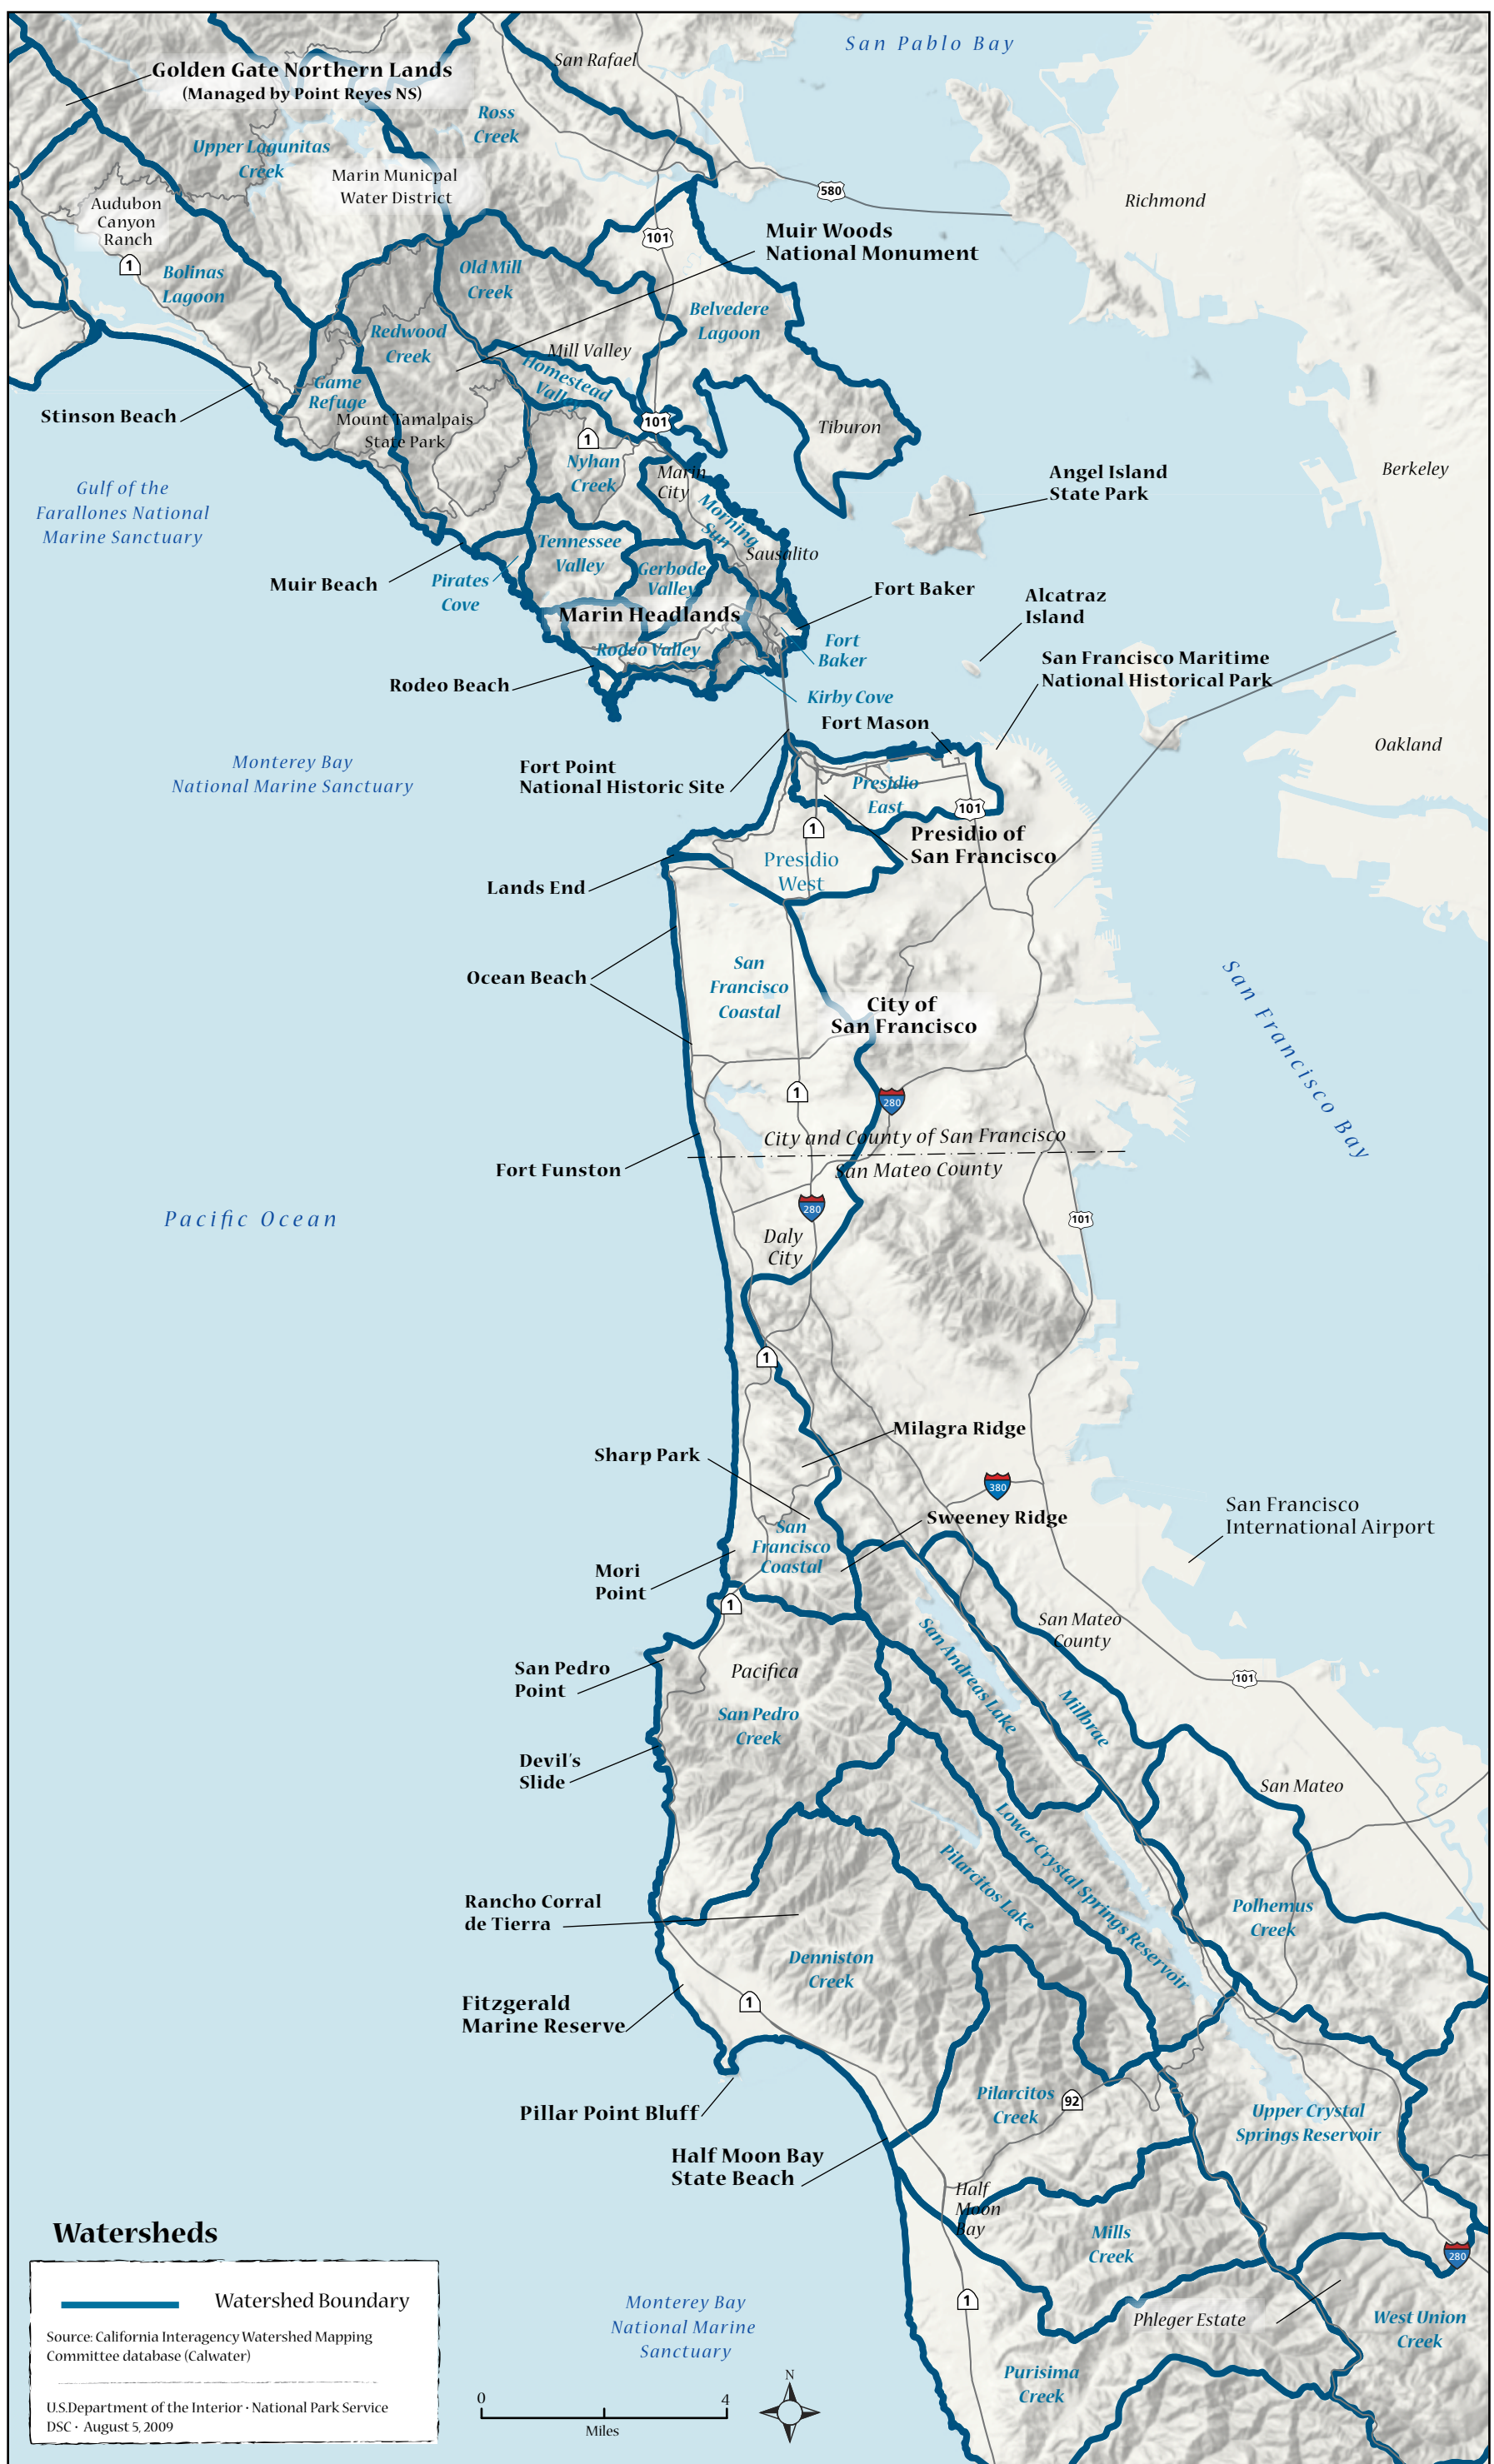 San Pablo Bay
San Rafael
Golden Gate Northern Lands
(Managed by Point Reyes NS)
Ross
Creek
Upper Lagunitas
Creek
Marin Municpal
Water District
580
Richmond
Audubon
Canyon
Ranch
1
Bolinas
Lagoon
101
Muir Woods
National Monument
Old Mill
Creek
Belvedere
Lagoon
Redwood
Creek
Mill Valley
Homestead
Valley
Game
Refuge
Stinson Beach
Mount Tamalpais
State Park
101
1
Tiburon
Nyhan
Creek
Marin
City
Berkeley
Angel Island
State Park
Gulf of the
Farallones National
Marine Sanctuary
Morning
Sun
Tennessee
Valley
Sausalito
Gerbode
Valley
Muir Beach
Pirates
Cove
Fort Baker
Alcatraz
Island
Marin Headlands
Rodeo Valley
Fort
Baker
San Francisco Maritime
National Historical Park
Rodeo Beach
Kirby Cove
Fort Mason
Oakland
Monterey Bay
National Marine Sanctuary
Fort Point
National Historic Site
Presidio
East
101
1
Presidio of
San Francisco
Presidio
West
Lands End
Ocean Beach
San
Francisco
Coastal
San Francisco Bay
City of
San Francisco
1
280
City and County of San Francisco
San Mateo County
Fort Funston
280
Pacific Ocean
101
Daly
City
1
Milagra Ridge
Sharp Park
380
San Francisco
International Airport
Sweeney Ridge
San
Francisco
Coastal
Mori
Point
1
San Mateo
County
San Andreas Lake
101
San Pedro
Point
Pacifica
Millbrae
San Pedro
Creek
Devil's
Slide
San Mateo
Lower Crystal Springs Reservoir
Pilarcitos Lake
Rancho Corral
de Tierra
Polhemus
Creek
Denniston
Creek
Fitzgerald
Marine Reserve
1
Pilarcitos
Creek
92
Pillar Point Bluff
Upper Crystal
Springs Reservoir
Half Moon Bay
State Beach
Half
Moon
Bay
Mills
Creek
280
1
Phleger Estate
West Union
Creek
Purisima
Creek
Monterey Bay
National Marine
Sanctuary
N
0 4
Miles
Watersheds
Watershed Boundary
Source: California Interagency Watershed Mapping
Committee database (Calwater)
U.S.Department of the Interior • National Park Service
DSC • August 5, 2009